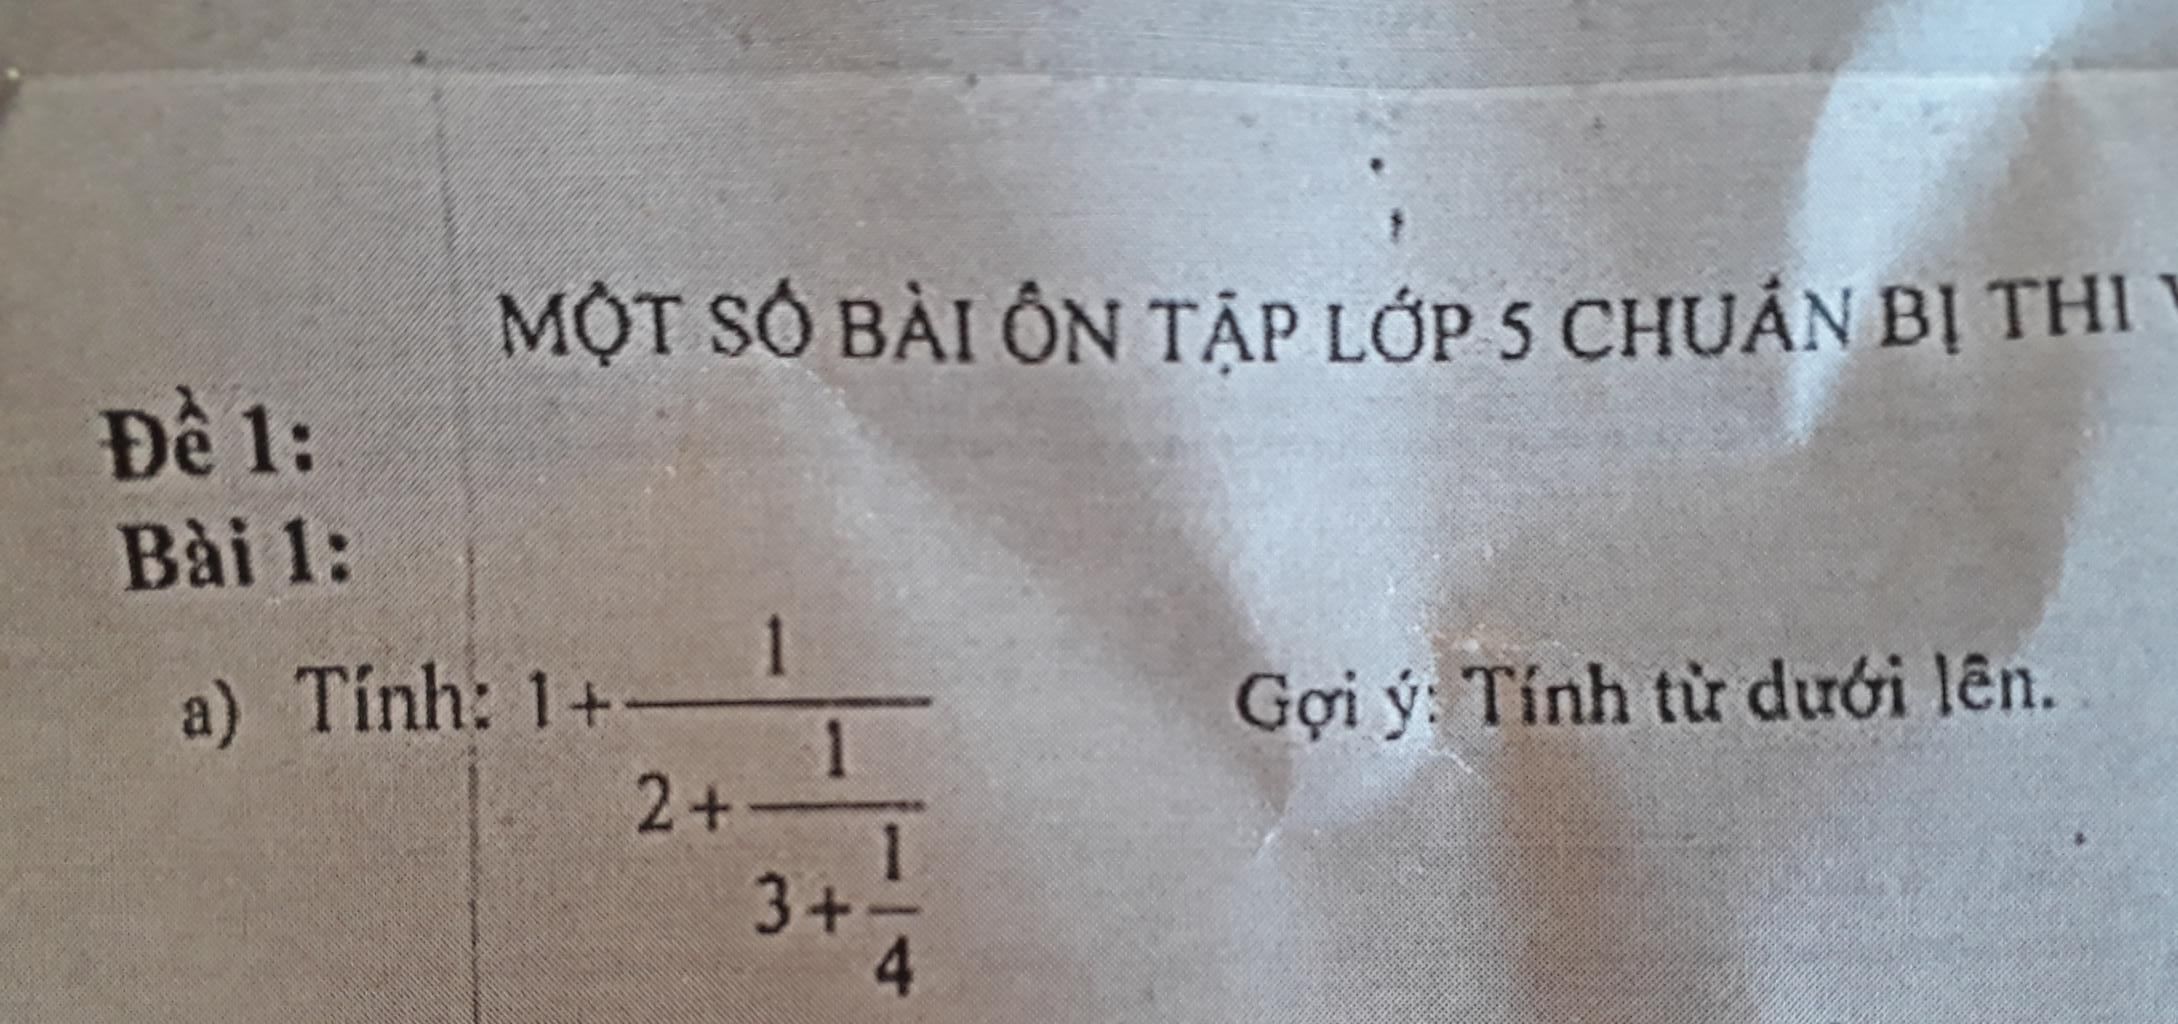 MỘT SỐ BÀI ÔN TẬP LỚP 5 CHUẨN BỊ THI
Đề 1:
Bài 1:
a) Tính: 1 + 1/(2 + 1/(3 + 1/4)) Gợi ý: Tính từ dưới lên.